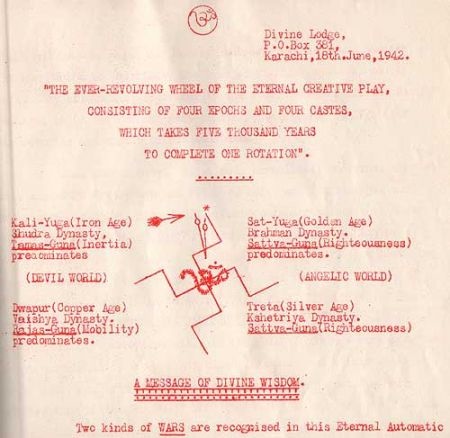 Divine Lodge,
P.O.Box 381,
Karachi, 18th.June, 1942.
"THE EVER-REVOLVING WHEEL OF THE ETERNAL CREATIVE PLAY,
CONSISTING OF FOUR EPOCHS AND FOUR CASTES,
WHICH TAKES FIVE THOUSAND YEARS
TO COMPLETE ONE ROTATION".
Kali-Yuga(Iron Age)
Shudra Dynasty.
Tamas-Guna(Inertia)
predominates
(DEVIL WORLD)
Dwapur(Copper Age)
Vaishya Dynasty.
Rajas-Guna(Mobility)
predominates.
Sat-Yuga(Golden Age)
Brahman Dynasty.
Sattva-Guna(Righteousness)
predominates.
(ANGELIC WORLD)
Treta(Silver Age)
Kshetriya Dynasty.
Sattva-Guna(Righteousness)
A MESSAGE OF DIVINE WISDOM.
Two kinds of WARS are recognised in this Eternal Automatic